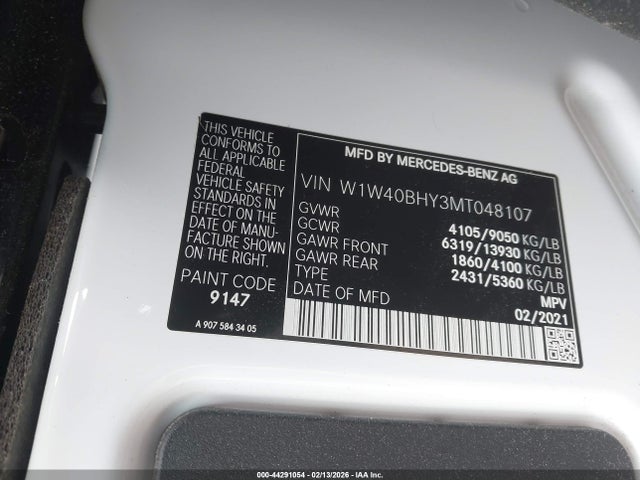 THIS VEHICLE
CONFORMS TO
ALL APPLICABLE
FEDERAL
VEHICLE SAFETY
STANDARDS IN
EFFECT ON THE
DATE OF MANU-
FACTURE SHOWN
PAINT CODE
9147
A 907 584 34 05
MFD BY MERCEDES-BENZ AG
VIN W1W40BHY3MT048107
GVWR 4105/9050 KG/LB
GCWR 6319/13930 KG/LB
GAWR FRONT 1860/4100 KG/LB
GAWR REAR 2431/5360 KG/LB
TYPE MPV
DATE OF MFD 02/2021
000-44291054 | 02/13/2026 - IAA Inc.